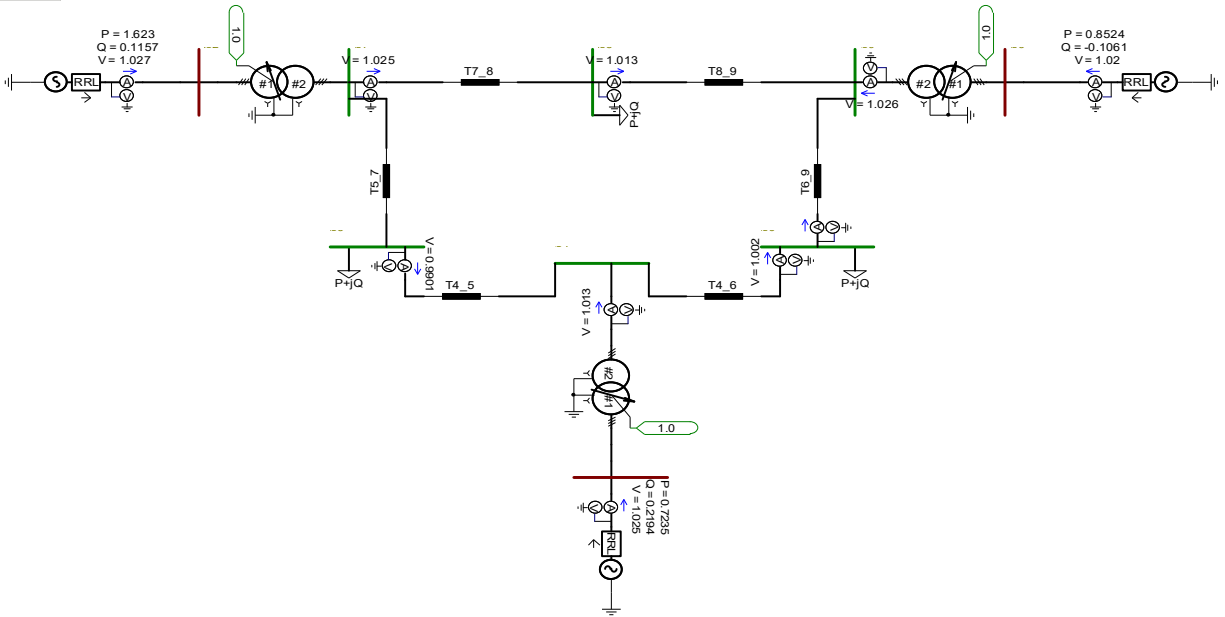 P = 1.623
Q = 0.1157
V = 1.027
RRL
A
V
1.0
#1
#2
Y
Y
V = 1.025
A
V
T7_8
V = 1.013
A
V
P+jQ
T8_9
V
A
V = 1.026
#2
#1
Y
Y
1.0
P = 0.8524
Q = -0.1061
V = 1.02
A
V
RRL
T5_7
T6_9
P+jQ
V
A
V = 0.9901
T4_5
V = 1.013
A
V
T4_6
V = 1.002
A
V
A
V
P+jQ
#2
#1
Y
Y
1.0
P = 0.7235
Q = 0.2194
V = 1.025
V
A
RRL